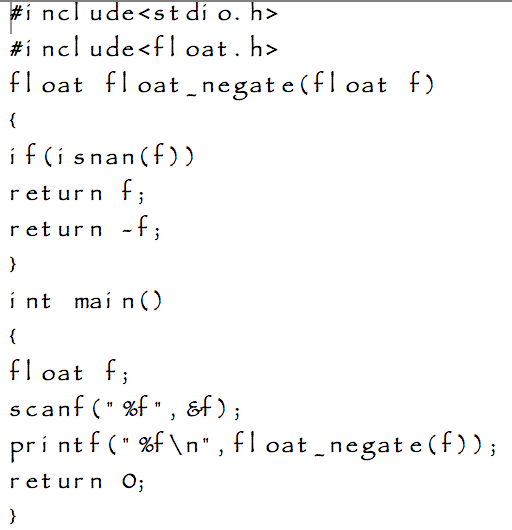 #include<stdio.h>
#include<float.h>
float float_negate(float f)
{
if(isnan(f))
return f;
return -f;
}
int main()
{
float f;
scanf("%f",&f);
printf("%f\n",float_negate(f));
return 0;
}